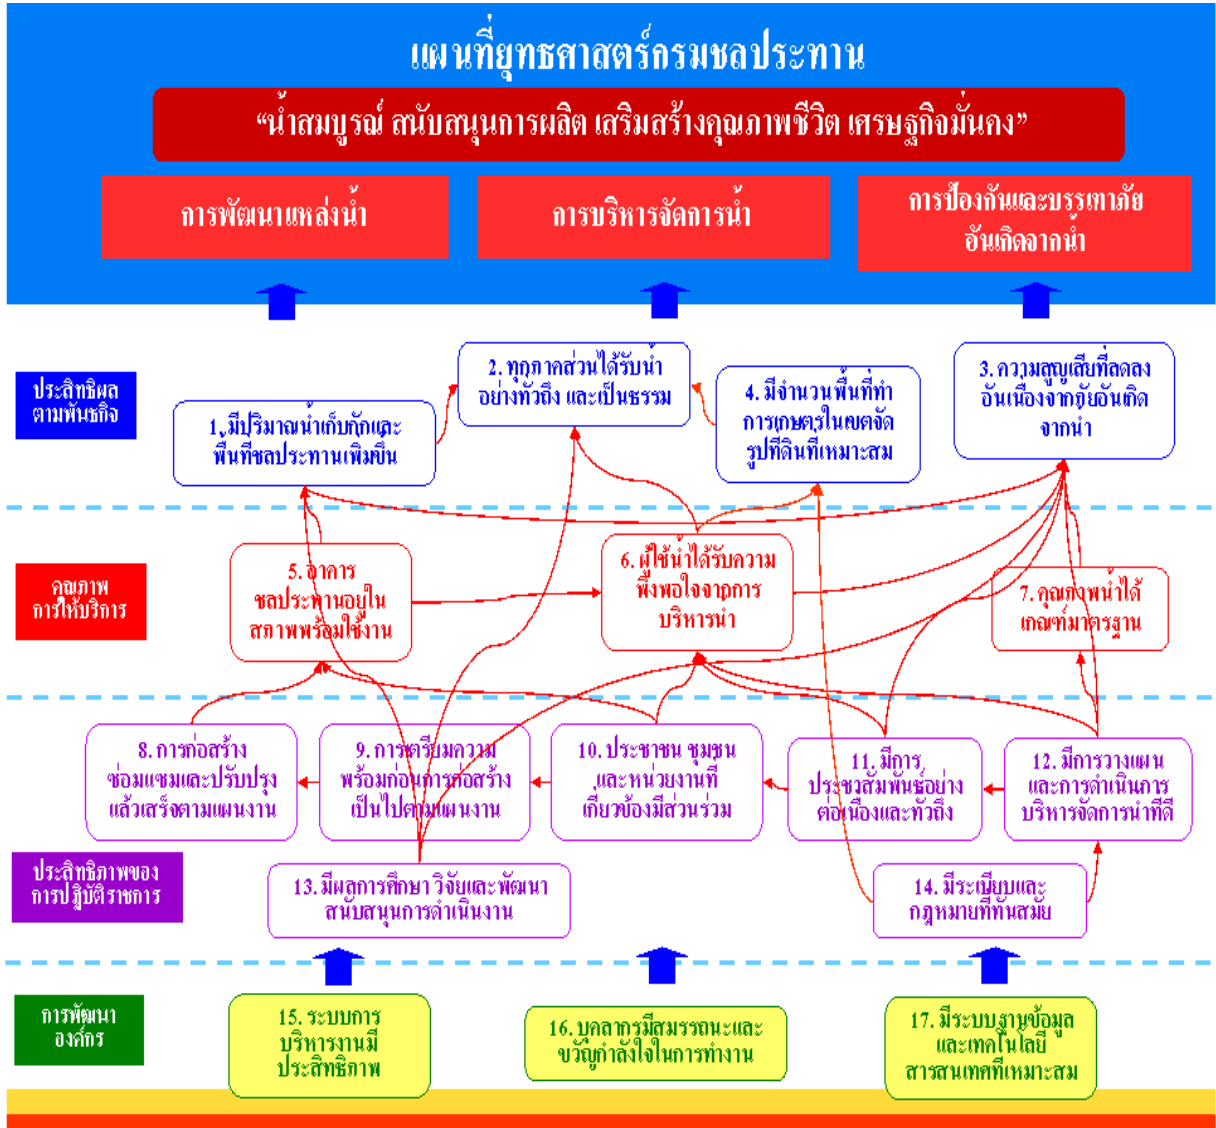 แผนที่ยุทธศาสตร์กรมชลประทาน
“น้ำสมบูรณ์ สนับสนุนการผลิต เสริมสร้างคุณภาพชีวิต เศรษฐกิจมั่นคง”
การพัฒนาแหล่งน้ำ
การบริหารจัดการน้ำ
การป้องกันและบรรเทาภัย
อันเกิดจากน้ำ
ประสิทธิผล
ตามพันธกิจ
1. มีปริมาณน้ำเก็บกักและ
พื้นที่ชลประทานเพิ่มขึ้น
2. ทุกภาคส่วนได้รับน้ำ
อย่างทั่วถึง และเป็นธรรม
4. มีจำนวนพื้นที่ทำ
การเกษตรในเขตจัด
รูปที่ดินที่เหมาะสม
3. ความสูญเสียที่ลดลง
อันเนื่องจากภัยอันเกิด
จากน้ำ
คุณภาพ
การให้บริการ
5. อาคาร
ชลประทานอยู่ใน
สภาพพร้อมใช้งาน
6. ผู้ใช้น้ำได้รับความ
พึงพอใจจากการ
บริหารน้ำ
7. คุณภาพน้ำได้
เกณฑ์มาตรฐาน
ประสิทธิภาพของ
การปฏิบัติราชการ
8. การก่อสร้าง
ซ่อมแซมและปรับปรุง
แล้วเสร็จตามแผนงาน
9. การเตรียมความ
พร้อมก่อนการก่อสร้าง
เป็นไปตามแผนงาน
10. ประชาชน ชุมชน
และหน่วยงานที่
เกี่ยวข้องมีส่วนร่วม
11. มีการ
ประชาสัมพันธ์อย่าง
ต่อเนื่องและทั่วถึง
12. มีการวางแผน
และการดำเนินการ
บริหารจัดการน้ำที่ดี
13. มีผลการศึกษา วิจัยและพัฒนา
สนับสนุนการดำเนินงาน
14. มีระเบียบและ
กฎหมายที่ทันสมัย
การพัฒนา
องค์กร
15. ระบบการ
บริหารงานมี
ประสิทธิภาพ
16. บุคลากรมีสมรรถนะและ
ขวัญกำลังใจในการทำงาน
17. มีระบบฐานข้อมูล
และเทคโนโลยี
สารสนเทศที่เหมาะสม